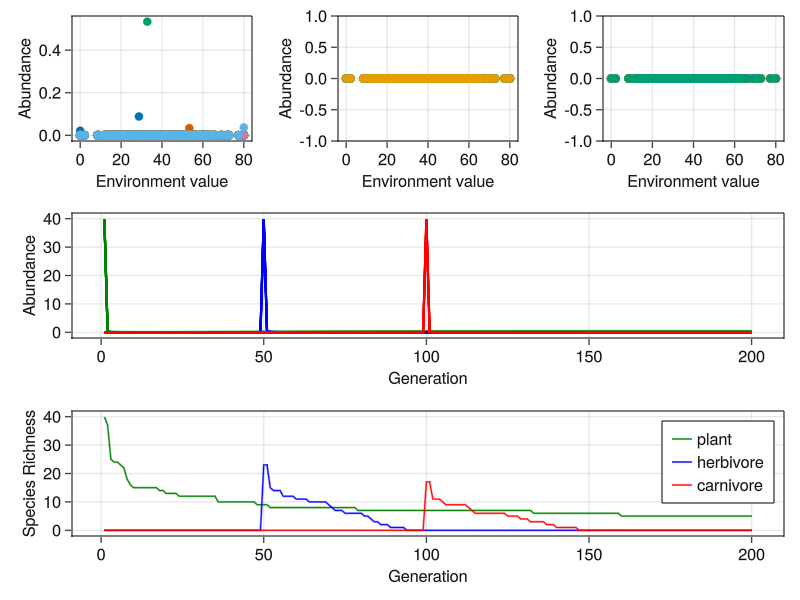 0.4
0.2
0.0
Abundance
0 20 40 60 80
Environment value
1.0
0.5
0.0
-0.5
-1.0
Abundance
0 20 40 60 80
Environment value
1.0
0.5
0.0
-0.5
-1.0
Abundance
0 20 40 60 80
Environment value
40
30
20
10
0
Abundance
0 50 100 150 200
Generation
40
30
20
10
0
Species Richness
plant
herbivore
carnivore
0 50 100 150 200
Generation